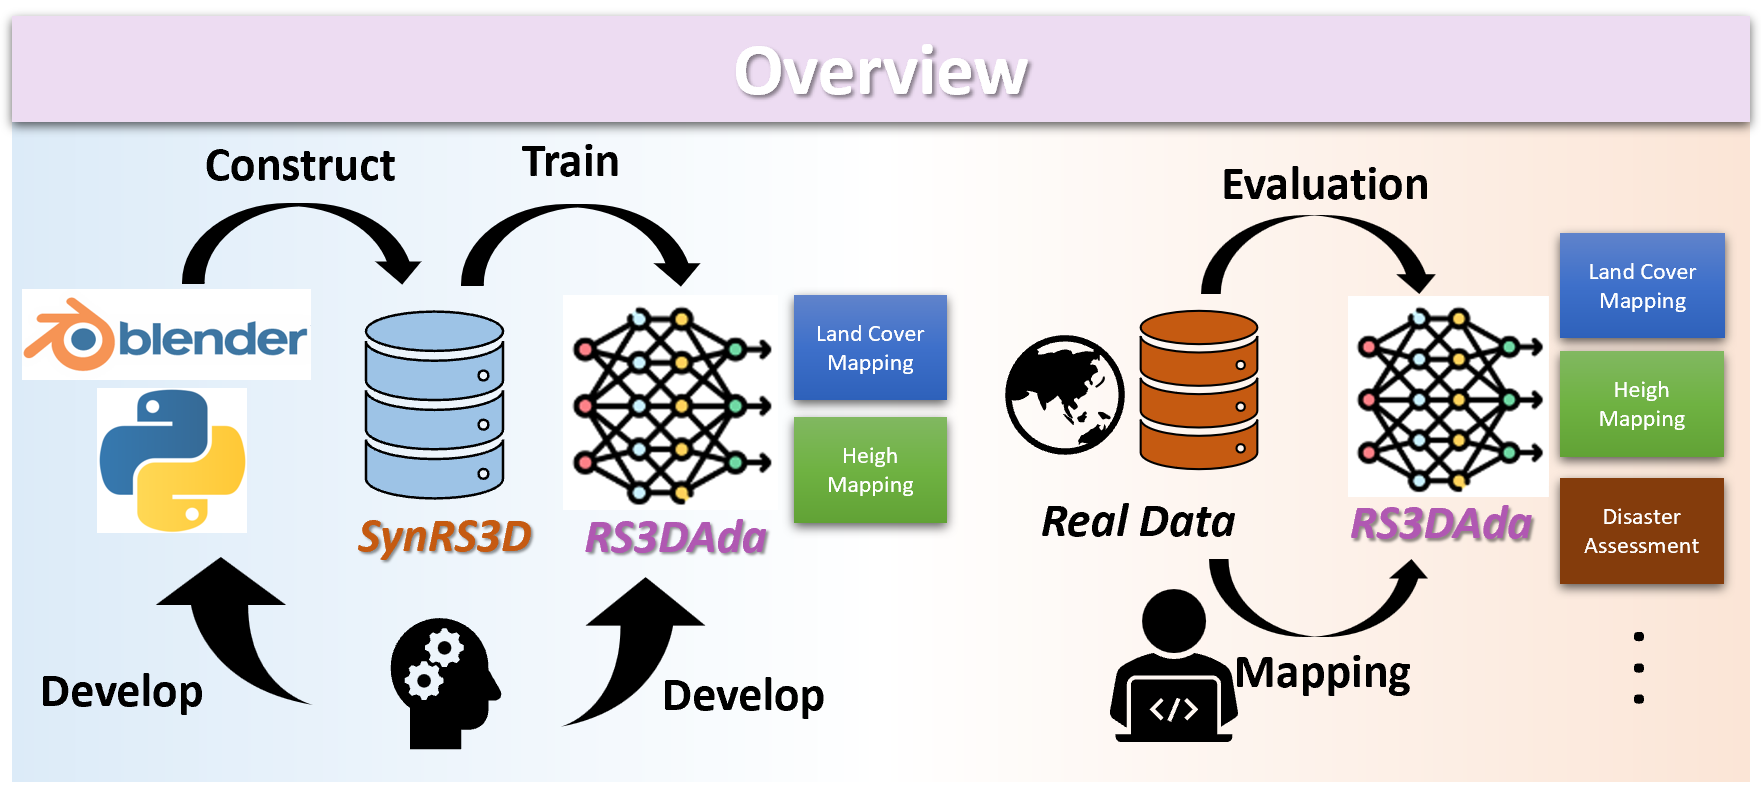 Overview
Construct
Train
blender
SynRS3D
RS3DAda
Land Cover
Mapping
Heigh
Mapping
Develop
Develop
Evaluation
Real Data
RS3DAda
Land Cover
Mapping
Heigh
Mapping
Disaster
Assessment
</>
Mapping